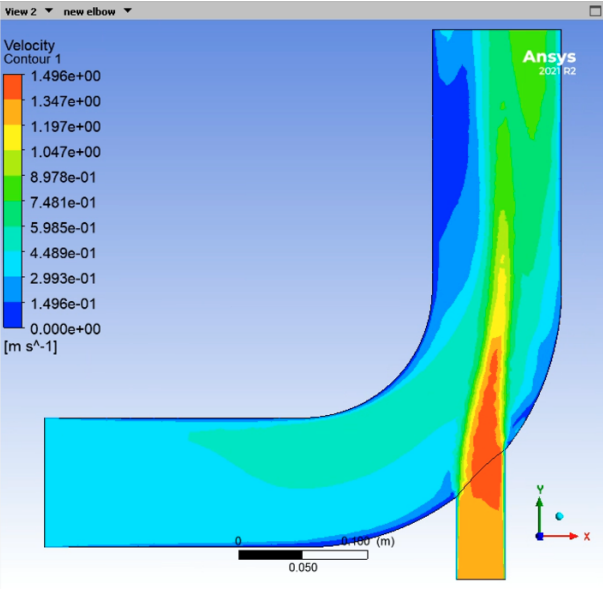 View 2 new elbow
Velocity
Contour 1
1.496e+00
1.347e+00
1.197e+00
1.047e+00
8.978e-01
7.481e-01
5.985e-01
4.489e-01
2.993e-01
1.496e-01
0.000e+00
[m s^-1]
Ansys
2021 R2
0 0.100 (m)
0.050
Y
X